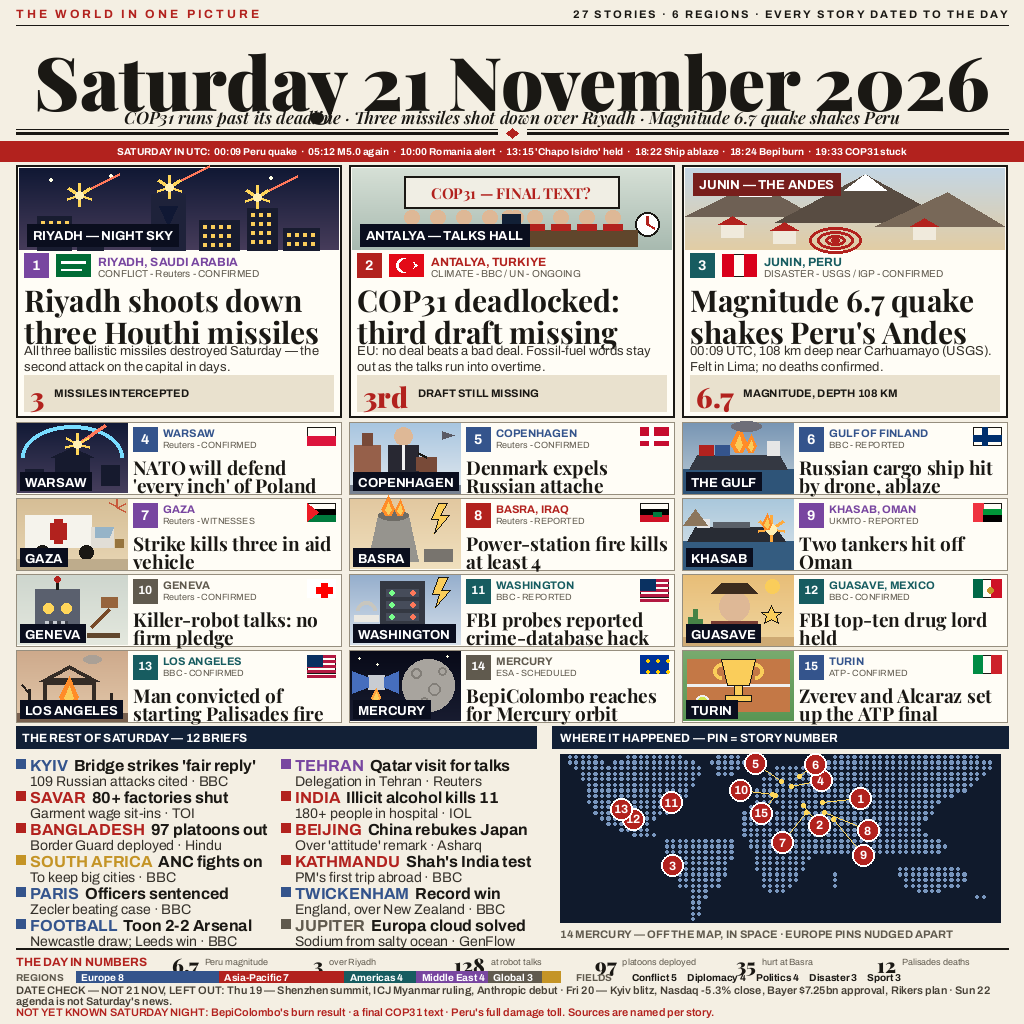 THE WORLD IN ONE PICTURE
27 STORIES · 6 REGIONS · EVERY STORY DATED TO THE DAY
Saturday 21 November 2026
COP31 runs past its deadline · Three missiles shot down over Riyadh · Magnitude 6.7 quake shakes Peru
SATURDAY IN UTC: 00:09 Peru quake · 05:12 M5.0 again · 10:00 Romania alert · 13:15 'Chapo Isidro' held · 18:22 Ship ablaze · 18:24 Bepi burn · 19:33 COP31 stuck
RIYADH — NIGHT SKY
1
RIYADH, SAUDI ARABIA
CONFLICT - Reuters - CONFIRMED
Riyadh shoots down
three Houthi missiles
All three ballistic missiles destroyed Saturday — the
second attack on the capital in days.
3 MISSILES INTERCEPTED
COP31 — FINAL TEXT?
ANTALYA — TALKS HALL
2
ANTALYA, TURKIYE
CLIMATE - BBC / UN - ONGOING
COP31 deadlocked:
third draft missing
EU: no deal beats a bad deal. Fossil-fuel words stay
out as the talks run into overtime.
3rd DRAFT STILL MISSING
JUNIN — THE ANDES
3
JUNIN, PERU
DISASTER - USGS / IGP - CONFIRMED
Magnitude 6.7 quake
shakes Peru's Andes
00:09 UTC, 108 km deep near Carhuamayo (USGS).
Felt in Lima; no deaths confirmed.
6.7 MAGNITUDE, DEPTH 108 KM
WARSAW
4
WARSAW
Reuters - CONFIRMED
NATO will defend
'every inch' of Poland
COPENHAGEN
5
COPENHAGEN
Reuters - CONFIRMED
Denmark expels
Russian attache
THE GULF
6
GULF OF FINLAND
BBC - REPORTED
Russian cargo ship hit
by drone, ablaze
GAZA
7
GAZA
Reuters - WITNESSES
Strike kills three in aid
vehicle
BASRA
8
BASRA, IRAQ
Reuters - REPORTED
Power-station fire kills
at least 4
KHASAB
9
KHASAB, OMAN
UKMTO - REPORTED
Two tankers hit off
Oman
GENEVA
10
GENEVA
Reuters - CONFIRMED
Killer-robot talks: no
firm pledge
WASHINGTON
11
WASHINGTON
BBC - REPORTED
FBI probes reported
crime-database hack
GUASAVE
12
GUASAVE, MEXICO
BBC - CONFIRMED
FBI top-ten drug lord
held
LOS ANGELES
13
LOS ANGELES
BBC - CONFIRMED
Man convicted of
starting Palisades fire
MERCURY
14
MERCURY
ESA - SCHEDULED
BepiColombo reaches
for Mercury orbit
TURIN
15
TURIN
ATP - CONFIRMED
Zverev and Alcaraz set
up the ATP final
THE REST OF SATURDAY — 12 BRIEFS
KYIV Bridge strikes 'fair reply'
109 Russian attacks cited · BBC
SAVAR 80+ factories shut
Garment wage sit-ins · TOI
BANGLADESH 97 platoons out
Border Guard deployed · Hindu
SOUTH AFRICA ANC fights on
To keep big cities · BBC
PARIS Officers sentenced
Zecler beating case · BBC
FOOTBALL Toon 2-2 Arsenal
Newcastle draw; Leeds win · BBC
TEHRAN Qatar visit for talks
Delegation in Tehran · Reuters
INDIA Illicit alcohol kills 11
180+ people in hospital · IOL
BEIJING China rebukes Japan
Over 'attitude' remark · Asharq
KATHMANDU Shah's India test
PM's first trip abroad · BBC
TWICKENHAM Record win
England, over New Zealand · BBC
JUPITER Europa cloud solved
Sodium from salty ocean · GenFlow
WHERE IT HAPPENED — PIN = STORY NUMBER
5
6
4
10
13
12
11
15
1
2
8
7
9
3
14 MERCURY — OFF THE MAP, IN SPACE · EUROPE PINS NUDGED APART
THE DAY IN NUMBERS
6.7 Peru magnitude
3 over Riyadh
128 at robot talks
97 platoons deployed
35 hurt at Basra
12 Palisades deaths
REGIONS
Europe 8
Asia-Pacific 7
Americas 4
Middle East 4
Global 3
FIELDS
Conflict 5
Diplomacy 4
Politics 4
Disaster 3
Sport 3
DATE CHECK — NOT 21 NOV, LEFT OUT: Thu 19 — Shenzhen summit, ICJ Myanmar ruling, Anthropic debut · Fri 20 — Kyiv blitz, Nasdaq -5.3% close, Bayer $7.25bn approval, Rikers plan · Sun 22
agenda is not Saturday's news.
NOT YET KNOWN SATURDAY NIGHT: BepiColombo's burn result · a final COP31 text · Peru's full damage toll. Sources are named per story.